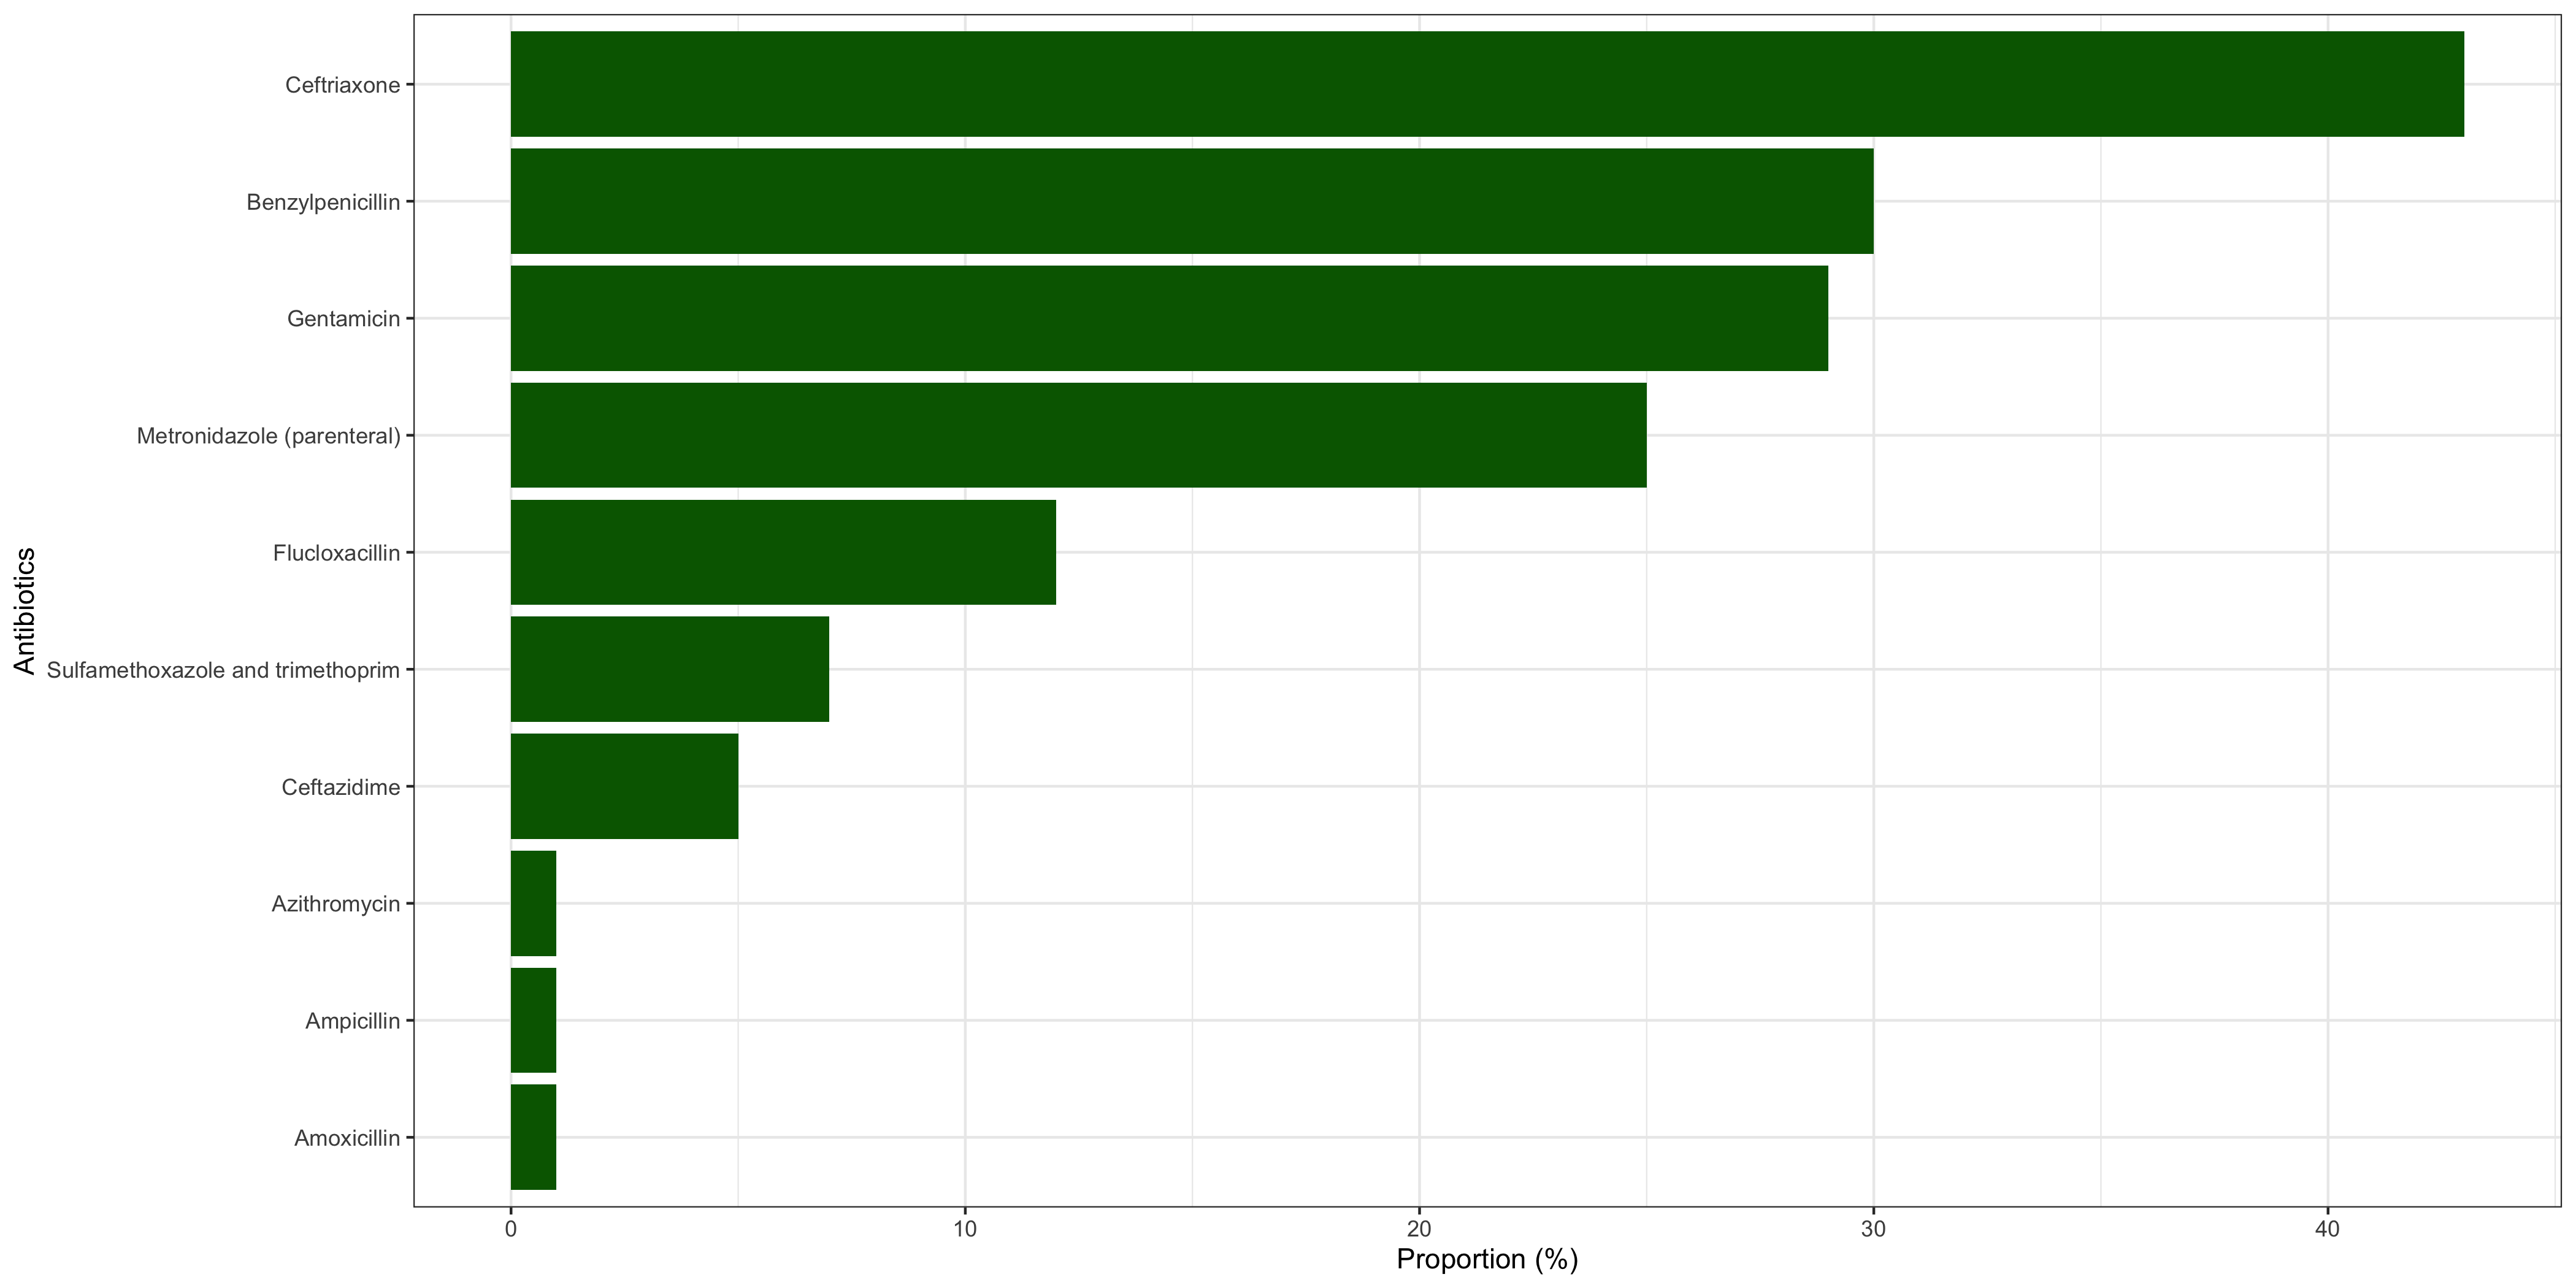 Ceftriaxone
Benzylpenicillin
Gentamicin
Metronidazole (parenteral)
Flucloxacillin
Sulfamethoxazole and trimethoprim
Ceftazidime
Azithromycin
Ampicillin
Amoxicillin
Antibiotics
0 10 20 30 40
Proportion (%)